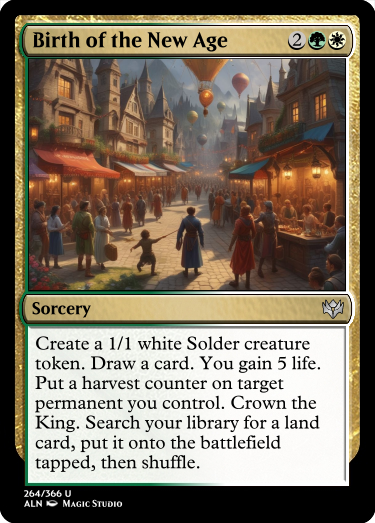 Birth of the New Age 2
Sorcery
Create a 1/1 white Solder creature
token. Draw a card. You gain 5 life.
Put a harvest counter on target
permanent you control. Crown the
King. Search your library for a land
card, put it onto the battlefield
tapped, then shuffle.
264/366 U
ALN Magic Studio